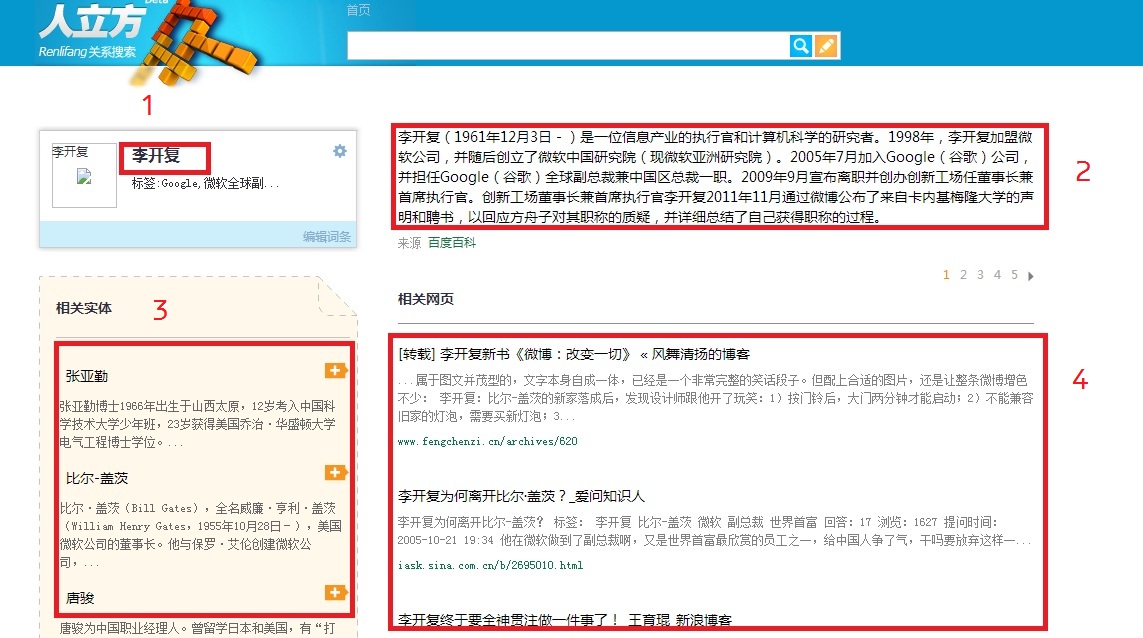 Beta
人立方
Renlifang 关系搜索
首页
1
李开复
李开复
标签:Google,微软全球副...
编辑词条
李开复（1961年12月3日－）是一位信息产业的执行官和计算机科学的研究者。1998年，李开复加盟微
软公司，并随后创立了微软中国研究院（现微软亚洲研究院）。2005年7月加入Google（谷歌）公司，
并担任Google（谷歌）全球副总裁兼中国区总裁一职。2009年9月宣布离职并创办创新工场任董事长兼
首席执行官。创新工场董事长兼首席执行官李开复2011年11月通过微博公布了来自卡内基梅隆大学的声
明和聘书，以回应方舟子对其职称的质疑，并详细总结了自己获得职称的过程。
2
来源 百度百科
1 2 3 4 5
相关实体
3
张亚勤
张亚勤博士1966年出生于山西太原，12岁考入中国科
学技术大学少年班，23岁获得美国乔治·华盛顿大学
电气工程博士学位。...
比尔-盖茨
比尔·盖茨（Bill Gates），全名威廉·亨利·盖茨
（William Henry Gates，1955年10月28日－），美国
微软公司的董事长。他与保罗·艾伦创建微软公
司，...
唐骏
唐骏为中国职业经理人。曾留学日本和美国，有“打
相关网页
4
[转载] 李开复新书《微博：改变一切》 « 风舞清扬的博客
...属于图文并茂型的，文字本身自成一体，已经是一个非常完整的笑话段子。但配上合适的图片，还是让整条微博增色
不少： 李开复：比尔-盖茨的新家落成后，发现设计师跟他开了玩笑：1）按门铃后，大门两分钟才能启动；2）不能兼容
旧家的灯泡，需要买新灯泡；3...
www.fengchenzi.cn/archives/620
李开复为何离开比尔·盖茨？_爱问知识人
李开复为何离开比尔-盖茨? 标签: 李开复 比尔-盖茨 微软 副总裁 世界首富 回答：17 浏览：1627 提问时间：
2005-10-21 19:34 他在微软做到了副总裁啊，又是世界首富最欣赏的员工之一，给中国人争了气，干吗要放弃这样一...
iask.sina.com.cn/b/2695010.html
李开复终于要全神贯注做一件事了！_王育琨_新浪博客